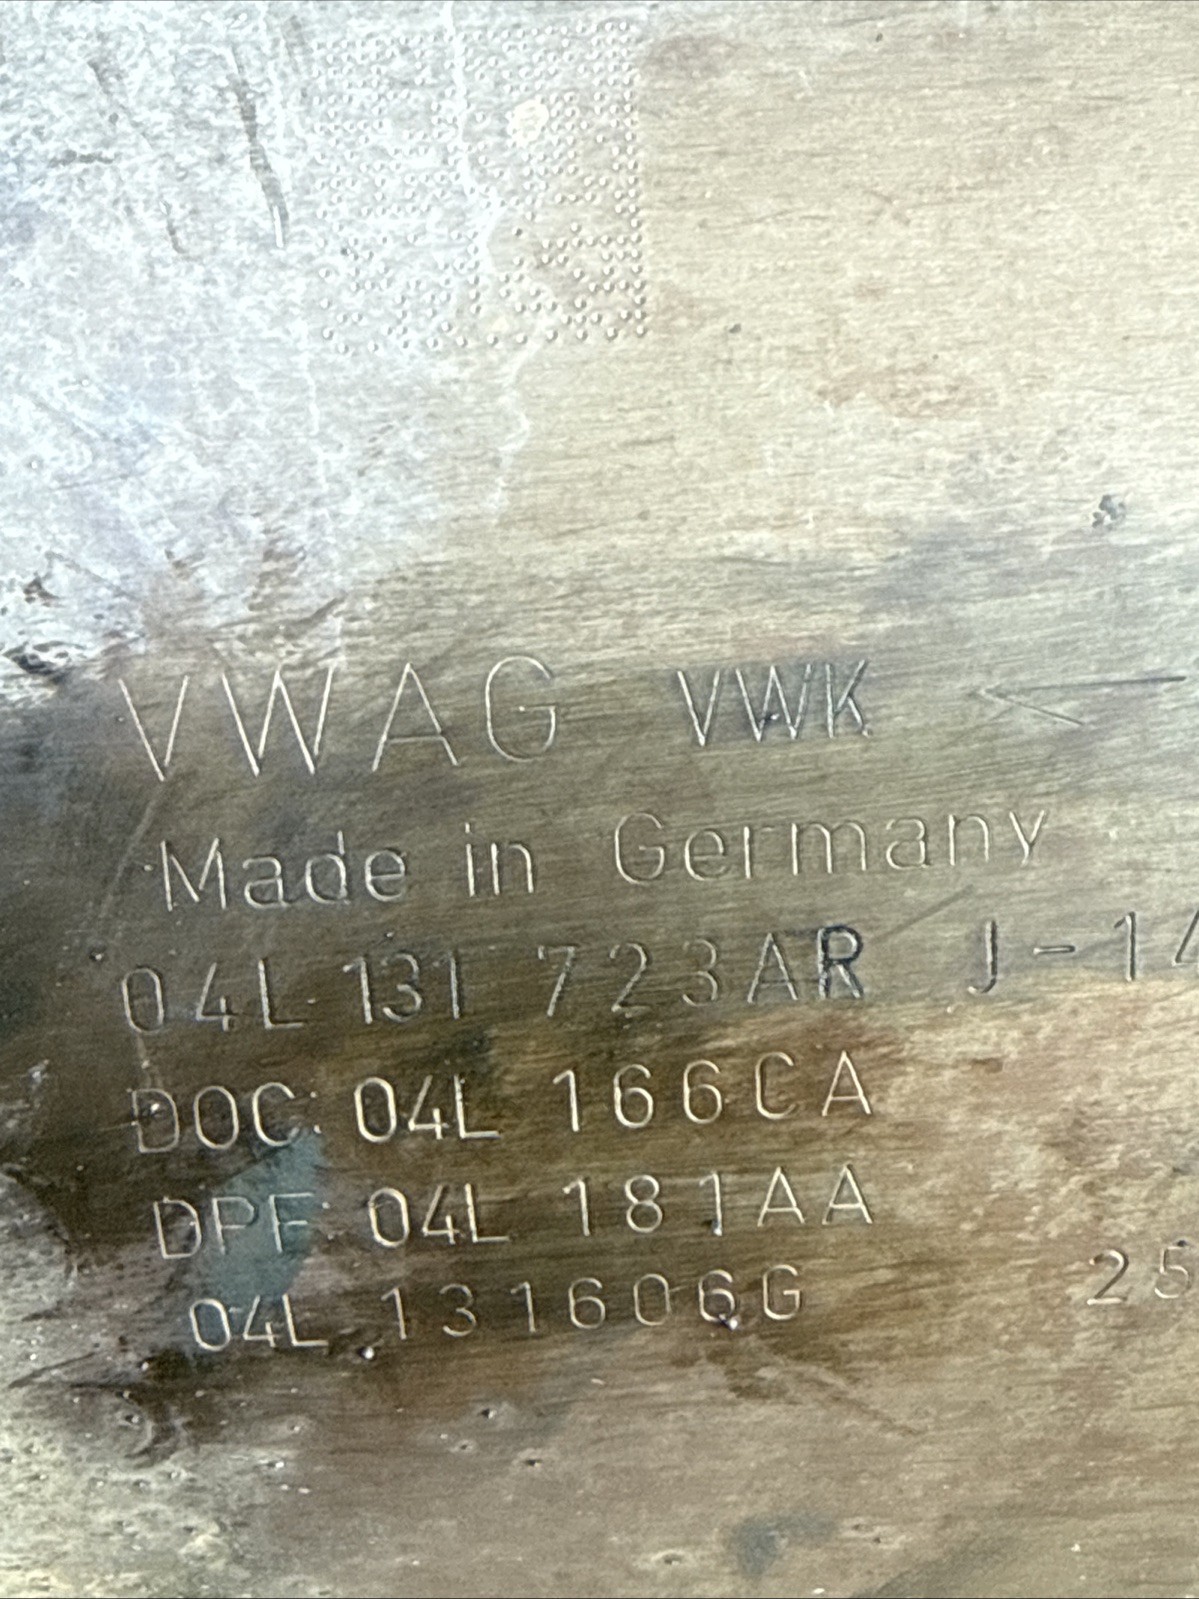 VWAG VWK
Made in Germany
04L 131 723AR J-14
DOC: 04L 166CA
DPF: 04L 181AA
04L 131606G 25